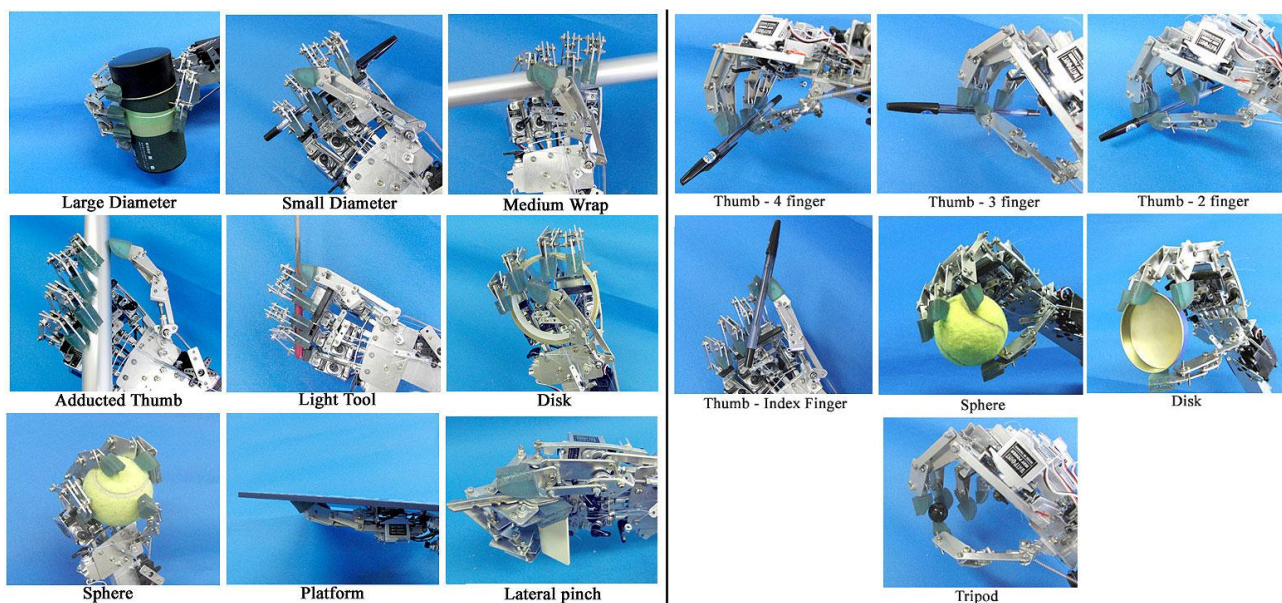 Large Diameter
Small Diameter
Medium Wrap
Thumb - 4 finger
Thumb - 3 finger
Thumb - 2 finger
Adducted Thumb
Light Tool
Disk
Thumb - Index Finger
Sphere
Disk
Sphere
Platform
Lateral pinch
Tripod